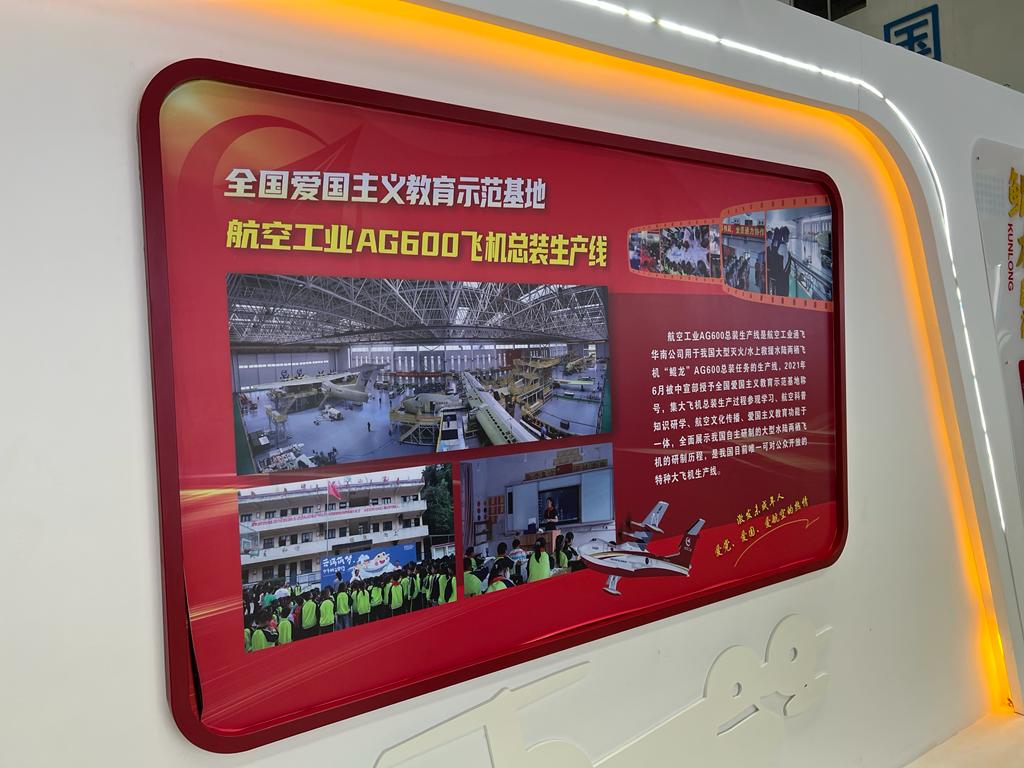 全国爱国主义教育示范基地
航空工业AG600飞机总装生产线
航空工业AG600总装生产线是航空工业通飞
华南公司用于我国大型灭火/水上救援水陆两栖飞
机“鲲龙”AG600总装任务的生产线，2021年
6月被中宣部授予全国爱国主义教育示范基地称
号，集大飞机总装生产过程参观学习、航空科普
知识研学、航空文化传播、爱国主义教育功能于
一体，全面展示我国自主研制的大型水陆两栖飞
机的研制历程，是我国目前唯一可对公众开放的
特种大飞机生产线。
激发未成年人
爱党、爱国、爱航空的热情
KUNLONG
国